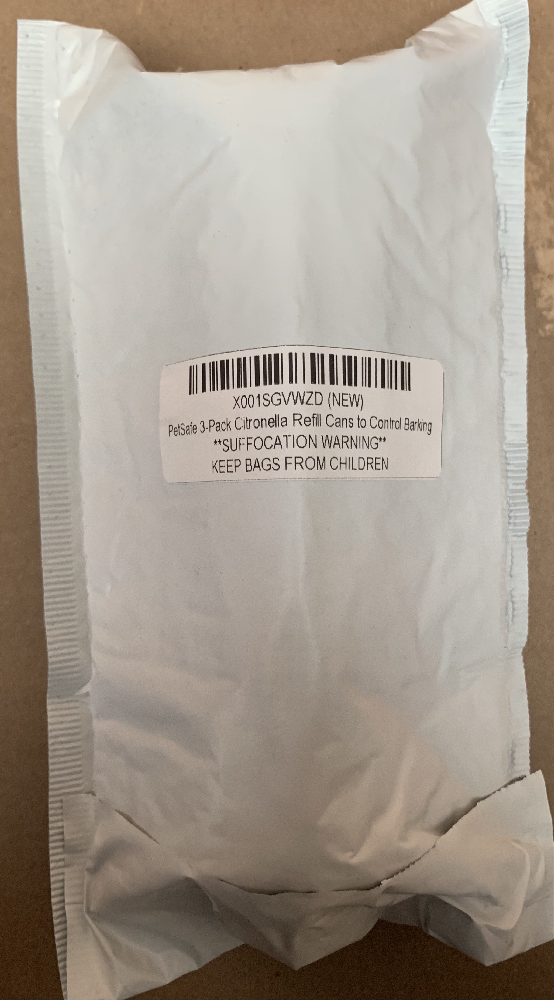 X001SGVWZD (NEW)
PetSafe 3-Pack Citronella Refill Cans to Control Barking
**SUFFOCATION WARNING**
KEEP BAGS FROM CHILDREN